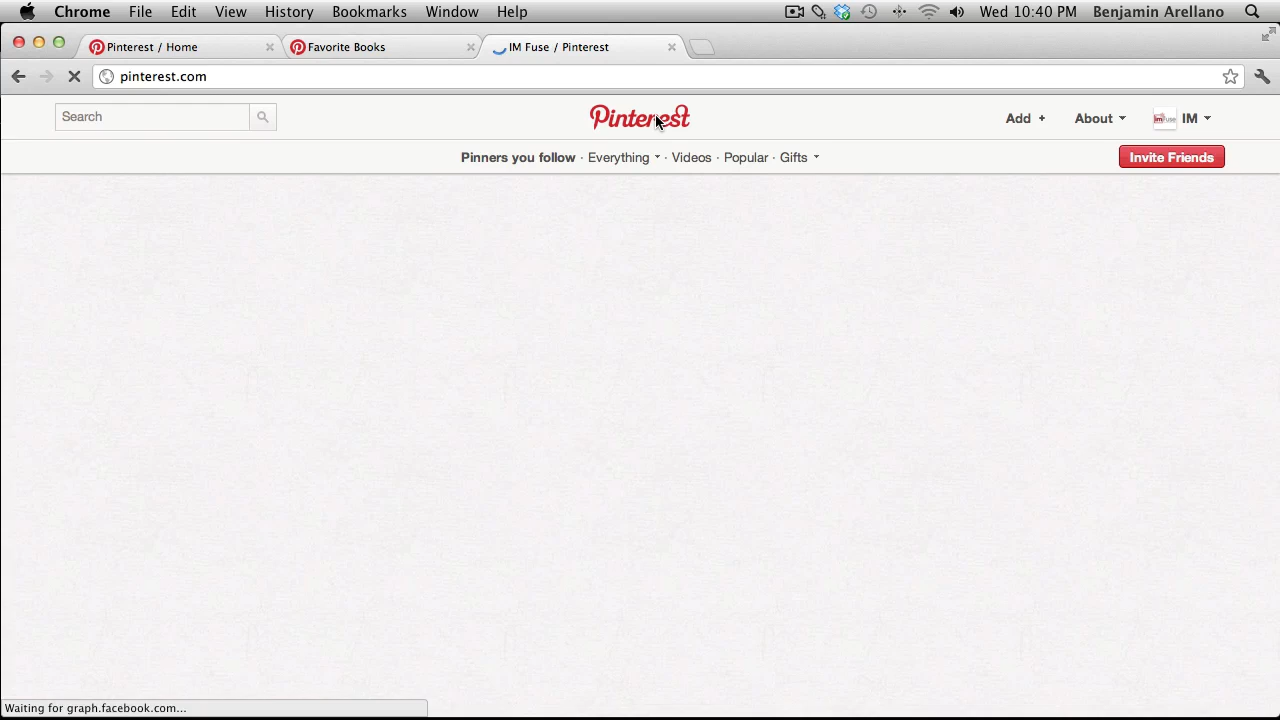 Chrome File Edit View History Bookmarks Window Help Wed 10:40 PM Benjamin Arellano
Pinterest / Home Favorite Books IM Fuse / Pinterest
pinterest.com
Search Pinterest Add + About IM
Pinners you follow · Everything · Videos · Popular · Gifts Invite Friends
Waiting for graph.facebook.com...